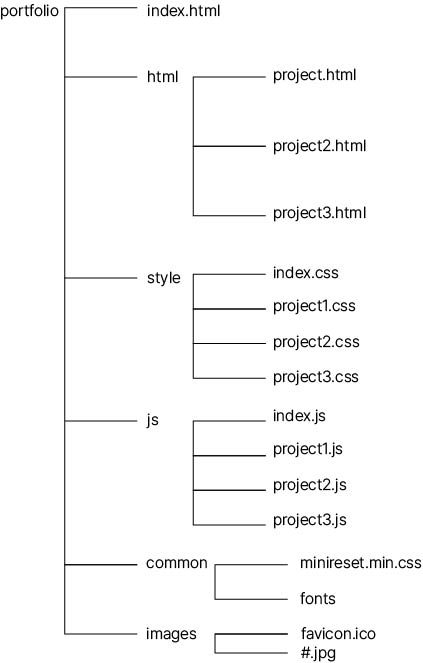 portfolio
index.html
html
project.html
project2.html
project3.html
style
index.css
project1.css
project2.css
project3.css
js
index.js
project1.js
project2.js
project3.js
common
minireset.min.css
fonts
images
favicon.ico
#.jpg